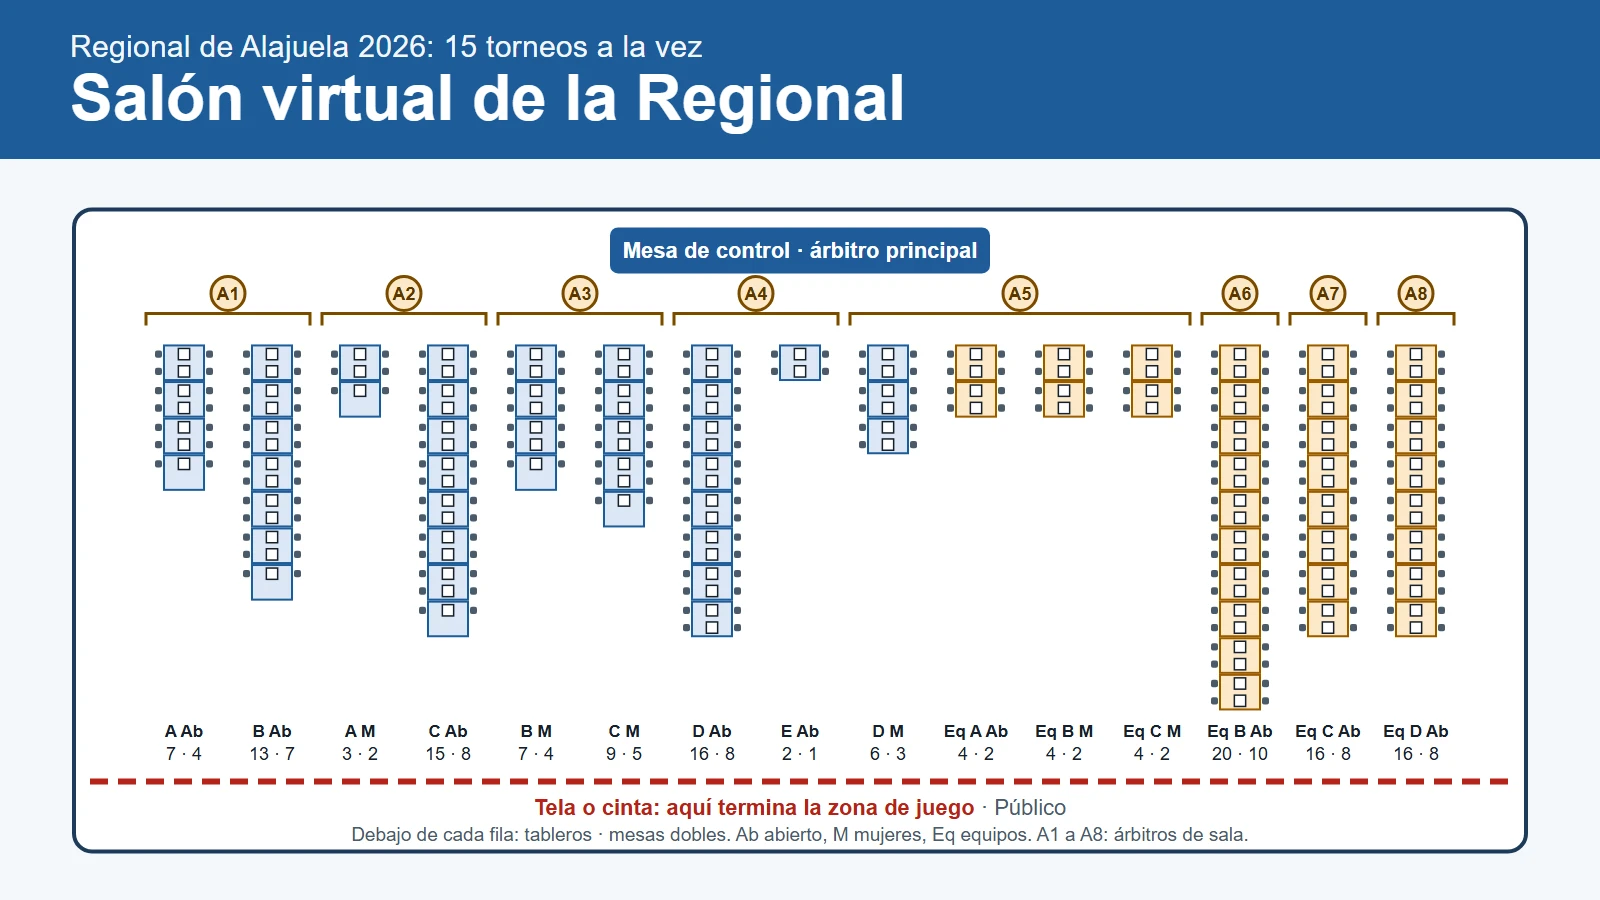 Regional de Alajuela 2026: 15 torneos a la vez
Salón virtual de la Regional
Mesa de control · árbitro principal
A1 A2 A3 A4 A5 A6 A7 A8
A Ab B Ab A M C Ab B M C M D Ab E Ab D M Eq A Ab Eq B M Eq C M Eq B Ab Eq C Ab Eq D Ab
7 · 4 13 · 7 3 · 2 15 · 8 7 · 4 9 · 5 16 · 8 2 · 1 6 · 3 4 · 2 4 · 2 4 · 2 20 · 10 16 · 8 16 · 8
Tela o cinta: aquí termina la zona de juego · Público
Debajo de cada fila: tableros · mesas dobles. Ab abierto, M mujeres, Eq equipos. A1 a A8: árbitros de sala.